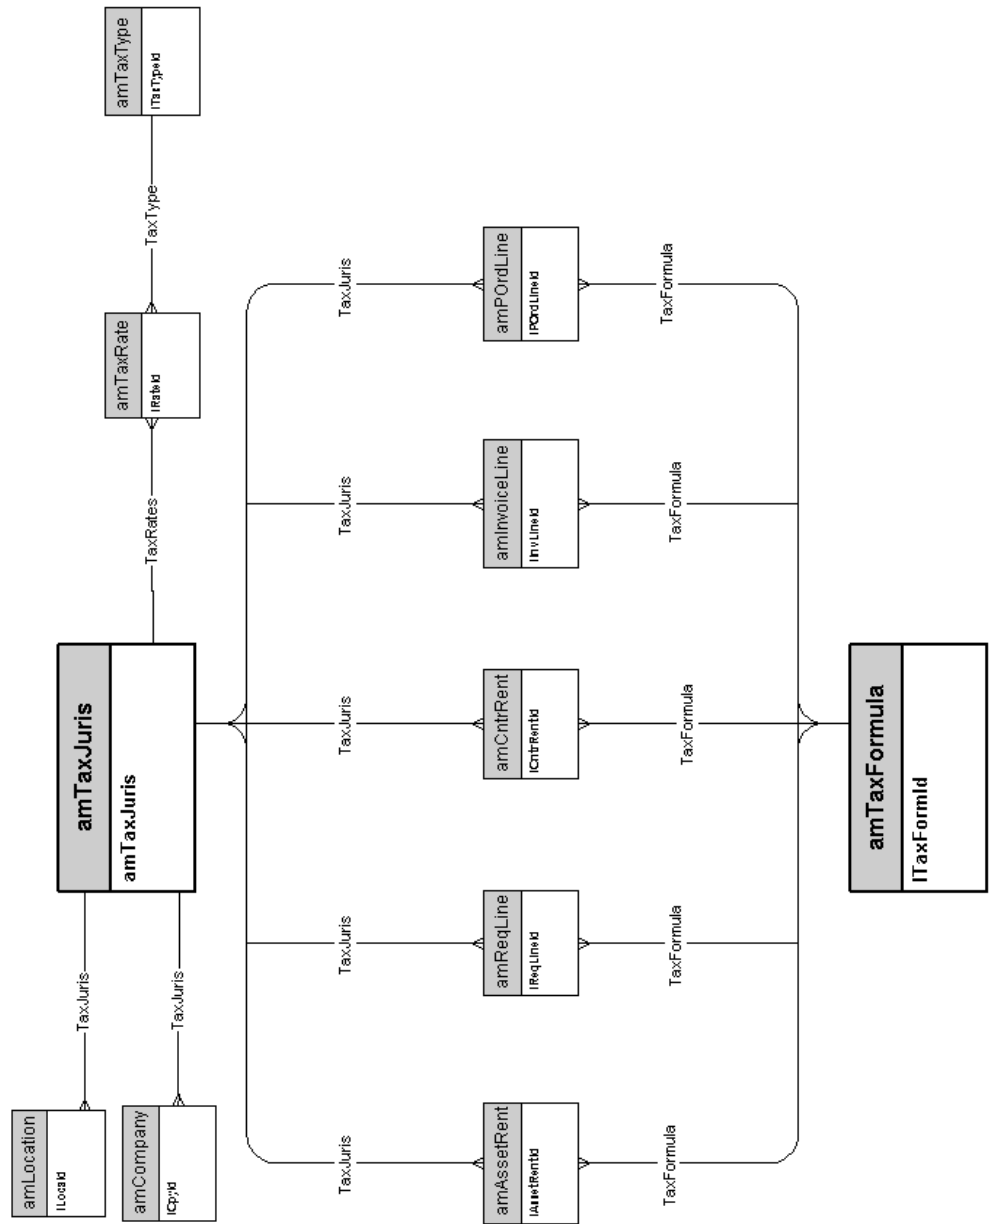 amLocation
lLocaId
TaxJuris
amCompany
lCpyId
TaxJuris
amTaxJuris
amTaxJuris
TaxRates
amTaxRate
lRateId
TaxType
amTaxType
lTaxTypeId
TaxJuris
TaxJuris
TaxJuris
TaxJuris
TaxJuris
amAssetRent
lAssetRentId
amReqLine
lReqLineId
amCntrRent
lCntrRentId
amInvoiceLine
lInvLineId
amPOrdLine
lPOrdLineId
TaxFormula
TaxFormula
TaxFormula
TaxFormula
TaxFormula
amTaxFormula
lTaxFormId